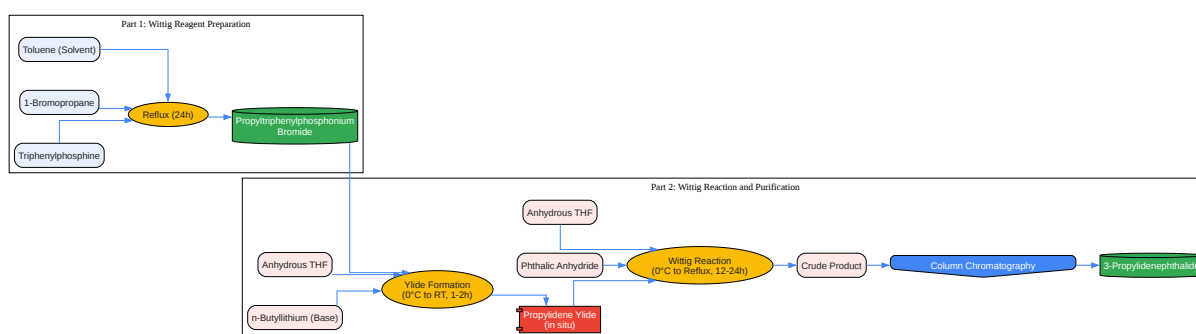 Part 1: Wittig Reagent Preparation
Toluene (Solvent)
1-Bromopropane
Reflux (24h)
Triphenylphosphine
Propyltriphenylphosphonium
Bromide
Part 2: Wittig Reaction and Purification
Anhydrous THF
Anhydrous THF
Phthalic Anhydride
Wittig Reaction
(0°C to Reflux, 12-24h)
Crude Product
Column Chromatography
3-Propylidenephthalide
Ylide Formation
(0°C to RT, 1-2h)
n-Butyllithium (Base)
Propylidene Ylide
(in situ)